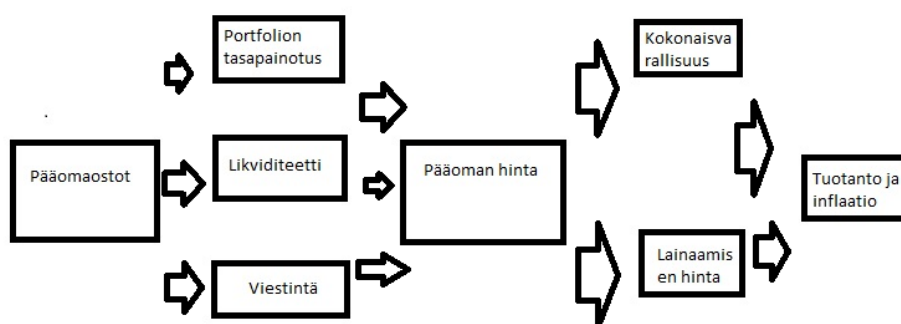 Portfolion
tasapainotus
Kokonaisva
rallisuus
Pääomaostot
Likviditeetti
Pääoman hinta
Tuotanto ja
inflaatio
Viestintä
Lainaamis
en hinta